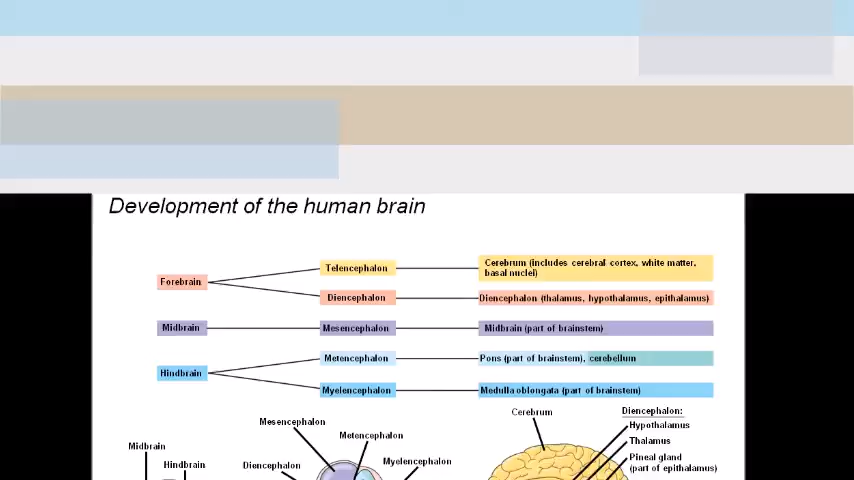 Development of the human brain
Forebrain
Telencephalon
Cerebrum (includes cerebral cortex, white matter,
basal nuclei)
Diencephalon
Diencephalon (thalamus, hypothalamus, epithalamus)
Midbrain
Mesencephalon
Midbrain (part of brainstem)
Hindbrain
Metencephalon
Pons (part of brainstem), cerebellum
Myelencephalon
Medulla oblongata (part of brainstem)
Midbrain
Hindbrain
Mesencephalon
Metencephalon
Diencephalon
Myelencephalon
Cerebrum
Diencephalon:
Hypothalamus
Thalamus
Pineal gland
(part of epithalamus)